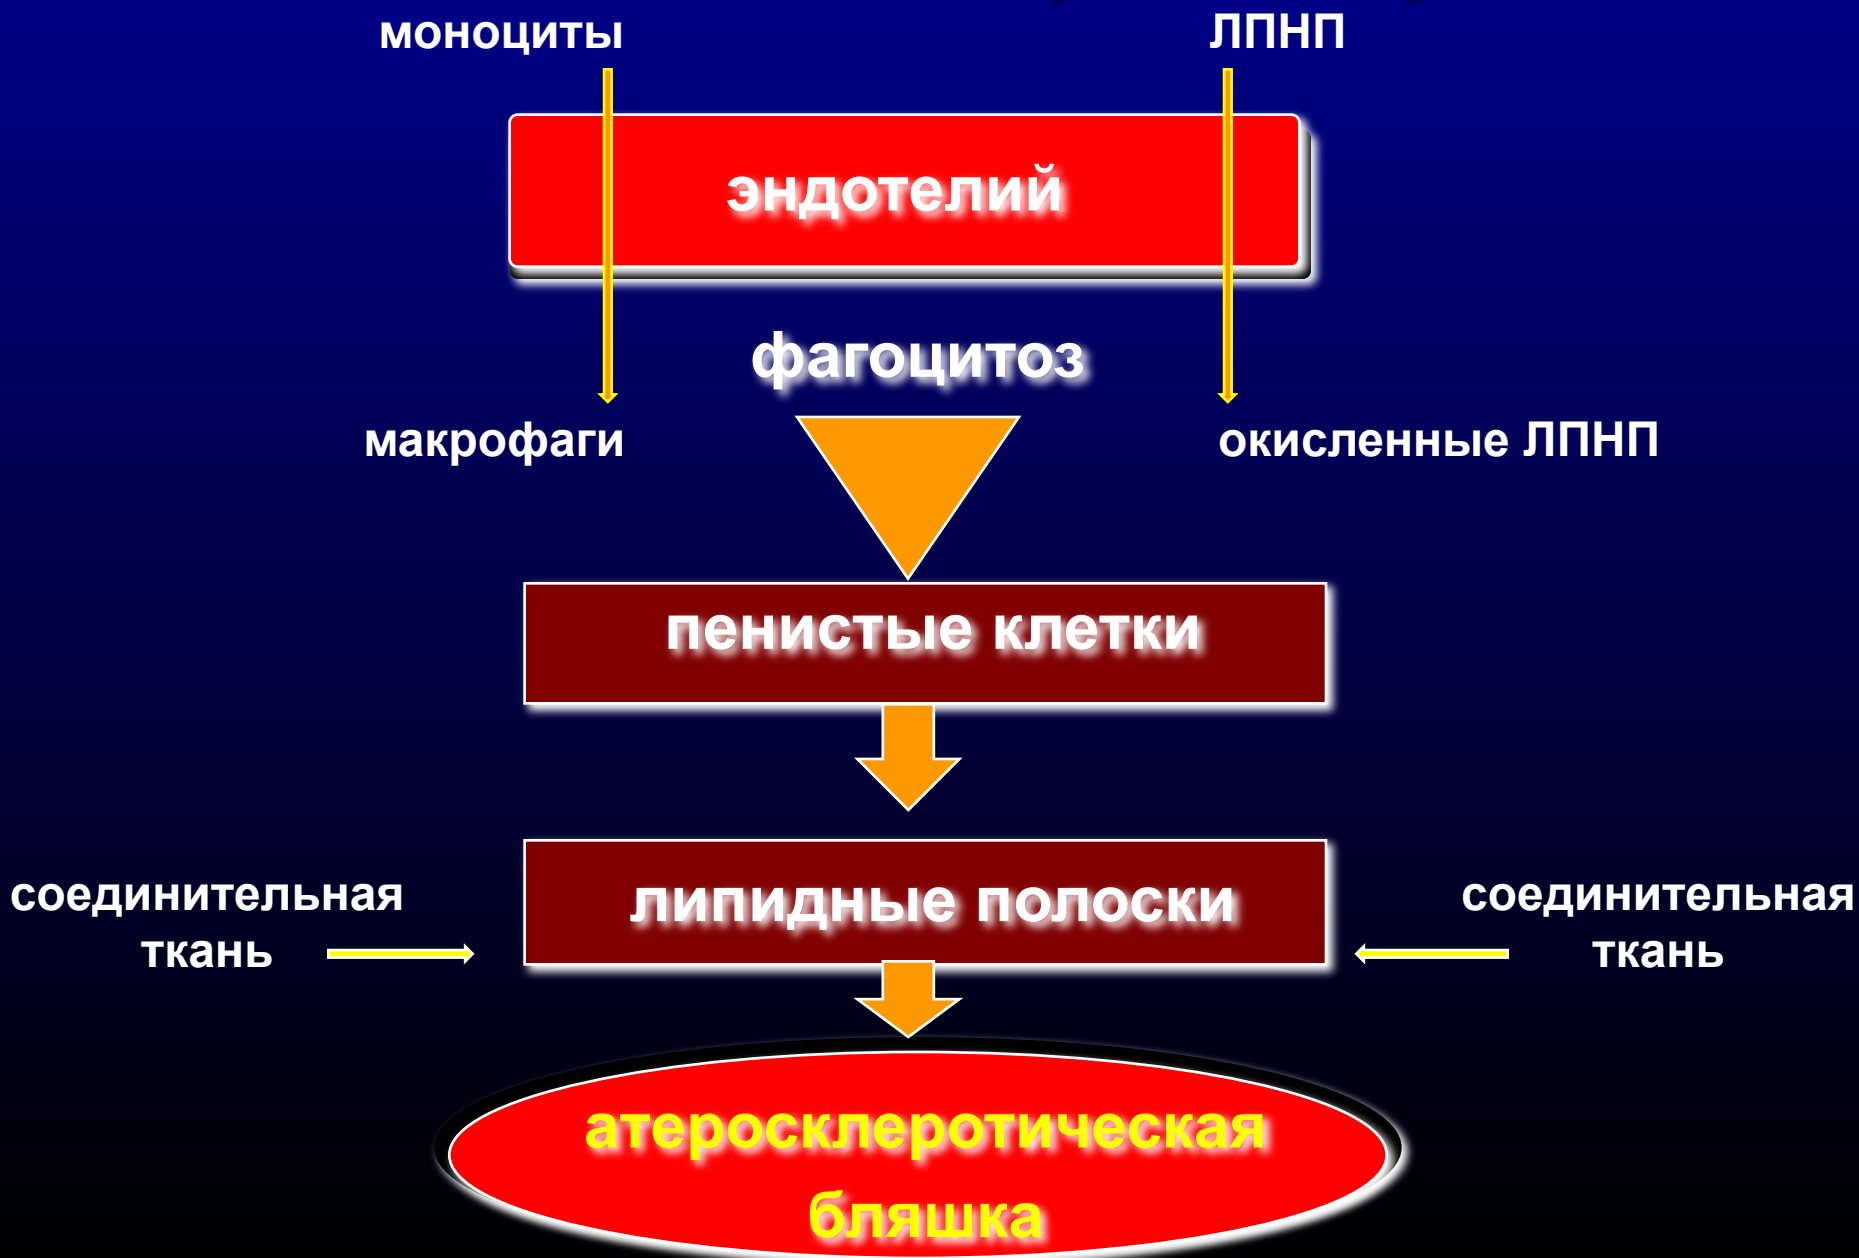 моноциты
ЛПНП
эндотелий
фагоцитоз
макрофаги
окисленные ЛПНП
пенистые клетки
липидные полоски
соединительная
ткань
соединительная
ткань
атеросклеротическая
бляшка